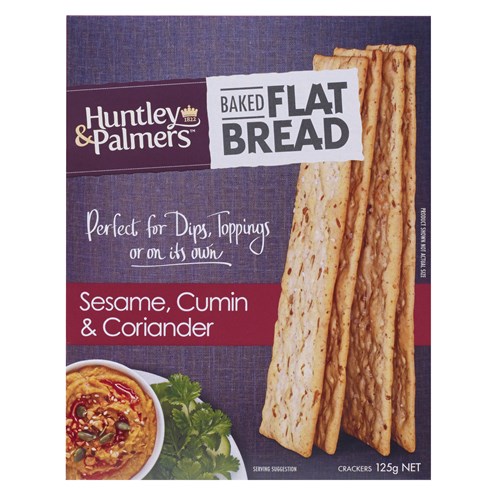 Huntley
& Palmers™
1822
BAKED FLAT
BREAD
Perfect for Dips, Toppings
or on its own
Sesame, Cumin
& Coriander
PRODUCT SHOWN NOT ACTUAL SIZE
SERVING SUGGESTION
CRACKERS 125g NET